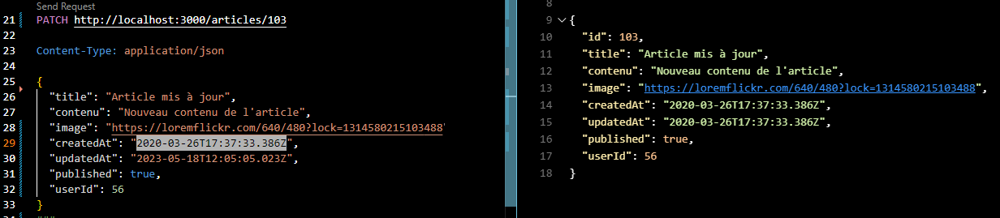 Send Request
21 PATCH http://localhost:3000/articles/103
22
23 Content-Type: application/json
24
25 {
26 "title": "Article mis à jour",
27 "contenu": "Nouveau contenu de l'article",
28 "image": "https://loremflickr.com/640/480?lock=1314580215103488"
29 "createdAt": "2020-03-26T17:37:33.386Z",
30 "updatedAt": "2023-05-18T12:05:05.023Z",
31 "published": true,
32 "userId": 56
33 }
34 ###
8
9 {
10 "id": 103,
11 "title": "Article mis à jour",
12 "contenu": "Nouveau contenu de l'article",
13 "image": "https://loremflickr.com/640/480?lock=1314580215103488",
14 "createdAt": "2020-03-26T17:37:33.386Z",
15 "updatedAt": "2020-03-26T17:37:33.386Z",
16 "published": true,
17 "userId": 56
18 }